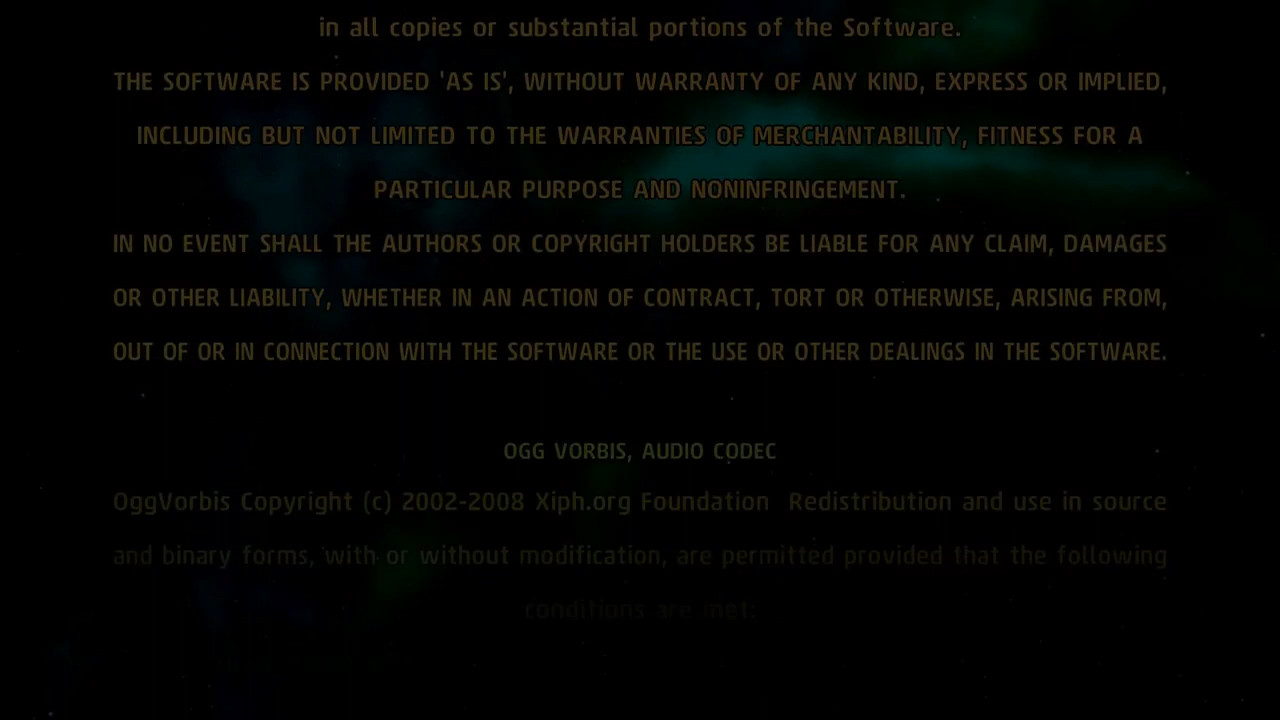 in all copies or substantial portions of the Software.
THE SOFTWARE IS PROVIDED 'AS IS', WITHOUT WARRANTY OF ANY KIND, EXPRESS OR IMPLIED,
INCLUDING BUT NOT LIMITED TO THE WARRANTIES OF MERCHANTABILITY, FITNESS FOR A
PARTICULAR PURPOSE AND NONINFRINGEMENT.
IN NO EVENT SHALL THE AUTHORS OR COPYRIGHT HOLDERS BE LIABLE FOR ANY CLAIM, DAMAGES
OR OTHER LIABILITY, WHETHER IN AN ACTION OF CONTRACT, TORT OR OTHERWISE, ARISING FROM,
OUT OF OR IN CONNECTION WITH THE SOFTWARE OR THE USE OR OTHER DEALINGS IN THE SOFTWARE.
OGG VORBIS, AUDIO CODEC
OggVorbis Copyright (c) 2002-2008 Xiph.org Foundation  Redistribution and use in source
and binary forms, with or without modification, are permitted provided that the following
conditions are met: